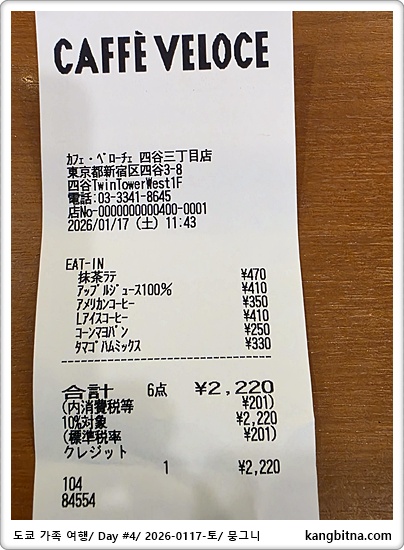 CAFFÈ VELOCE
ｶﾌｪ・ﾍﾞﾛｰﾁｪ 四谷三丁目店
東京都新宿区四谷3-8
四谷TwinTowerWest1F
電話:03-3341-8645
店No-0000000000400-0001
2026/01/17 (土) 11:43
EAT-IN
抹茶ﾗﾃ ¥470
ｱｯﾌﾟﾙｼﾞｭｰｽ100% ¥410
ｱﾒﾘｶﾝｺｰﾋｰ ¥350
Lｱｲｽｺｰﾋｰ ¥410
ｺｰﾝﾏﾖﾊﾟﾝ ¥250
ﾀﾏｺﾞﾊﾑﾐｯｸｽ ¥330
合計 6点 ¥2,220
(内消費税等 ¥201)
10%対象 ¥2,220
(標準税率 ¥201)
クレジット
1 ¥2,220
104
84554
도쿄 가족 여행/ Day #4/ 2026-0117-토/ 뭉그니 kangbitna.com